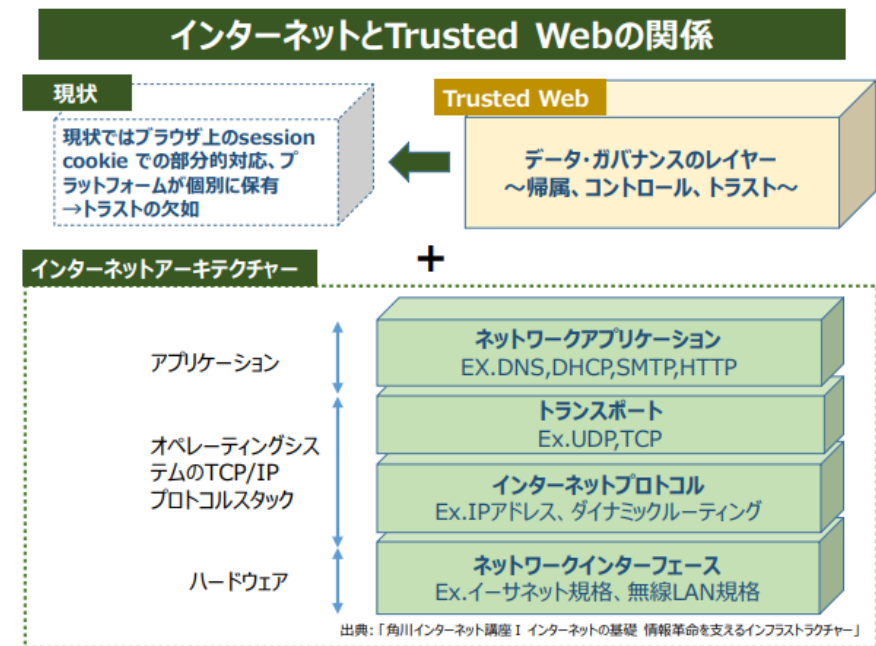 インターネットとTrusted Webの関係
現状
現状ではブラウザ上のsession
cookie での部分的対応、プ
ラットフォームが個別に保有
→トラストの欠如
Trusted Web
データ・ガバナンスのレイヤー
～帰属、コントロール、トラスト～
+
インターネットアーキテクチャー
アプリケーション
ネットワークアプリケーション
EX.DNS,DHCP,SMTP,HTTP
オペレーティングシス
テムのTCP/IP
プロトコルスタック
トランスポート
Ex.UDP,TCP
インターネットプロトコル
Ex.IPアドレス、ダイナミックルーティング
ハードウェア
ネットワークインターフェース
Ex.イーサネット規格、無線LAN規格
出典：「角川インターネット講座Ⅰ インターネットの基礎 情報革命を支えるインフラストラクチャー」